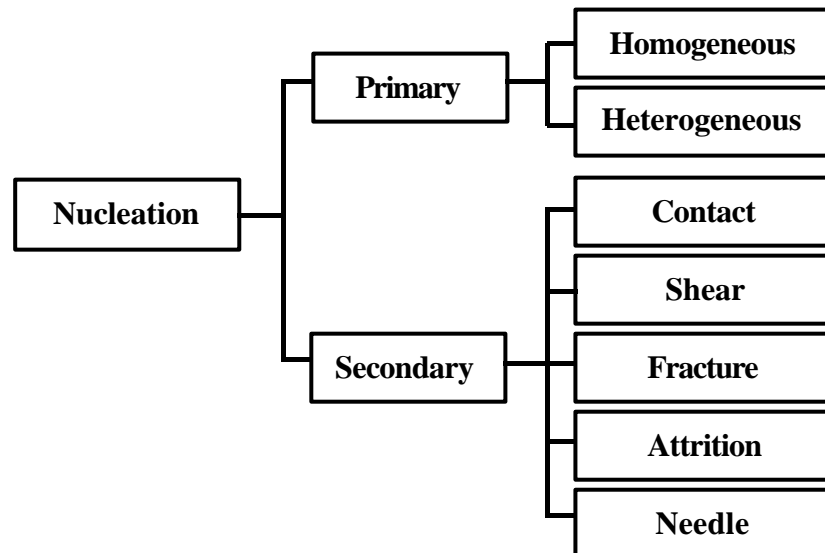 Homogeneous
Primary
Heterogeneous
Nucleation
Contact
Shear
Secondary
Fracture
Attrition
Needle